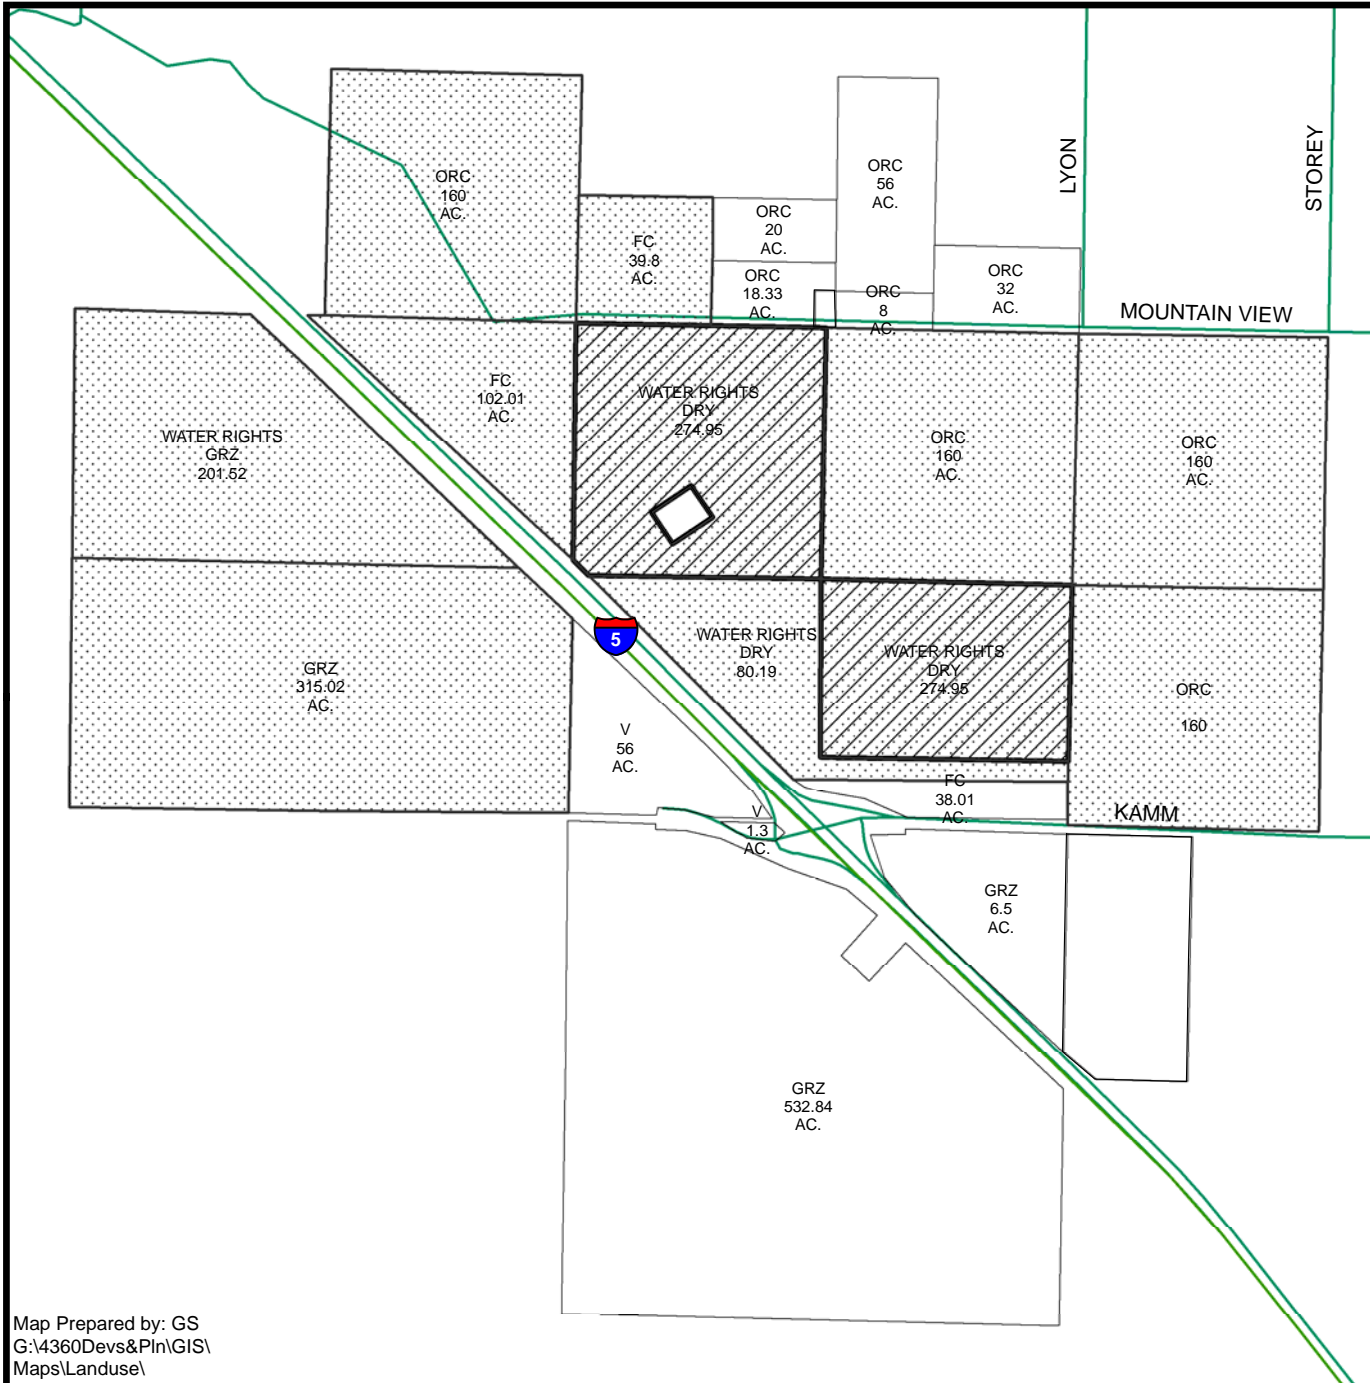 ORC
160
AC.
FC
39.8
AC.
ORC
20
AC.
ORC
18.33
AC.
ORC
56
AC.
ORC
8
AC.
ORC
32
AC.
LYON
STOREY
MOUNTAIN VIEW
WATER RIGHTS
GRZ
201.52
FC
102.01
AC.
WATER RIGHTS
DRY
274.95
ORC
160
AC.
ORC
160
AC.
GRZ
315.02
AC.
5
V
56
AC.
WATER RIGHTS
DRY
80.19
WATER RIGHTS
DRY
274.95
ORC
160
FC
38.01
AC.
KAMM
V
1.3
AC.
GRZ
6.5
AC.
GRZ
532.84
AC.
Map Prepared by: GS
G:\4360Devs&Pln\GIS\
Maps\Landuse\